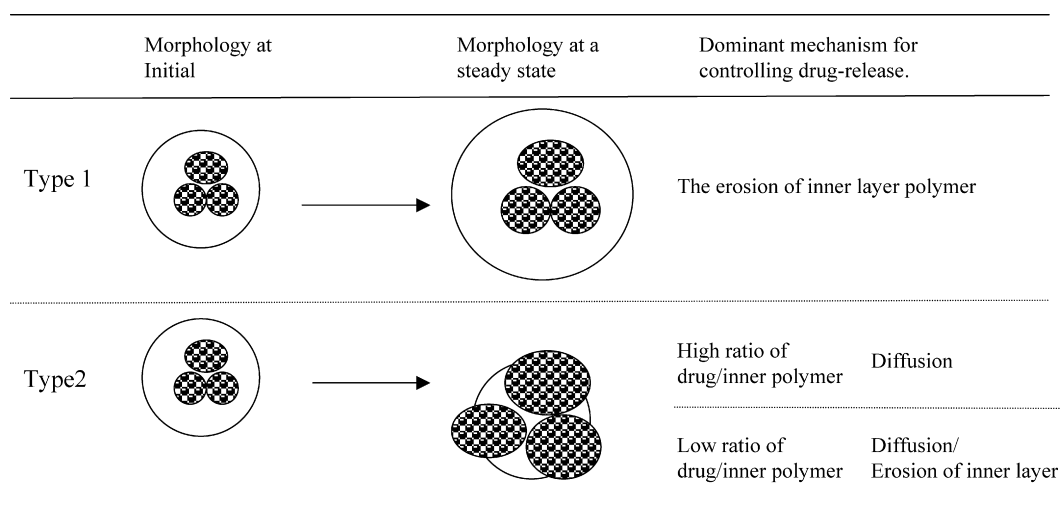 Morphology at
Initial
Morphology at a
steady state
Dominant mechanism for
controlling drug-release.
Type 1
The erosion of inner layer polymer
Type2
High ratio of
drug/inner polymer
Diffusion
Low ratio of
drug/inner polymer
Diffusion/
Erosion of inner layer